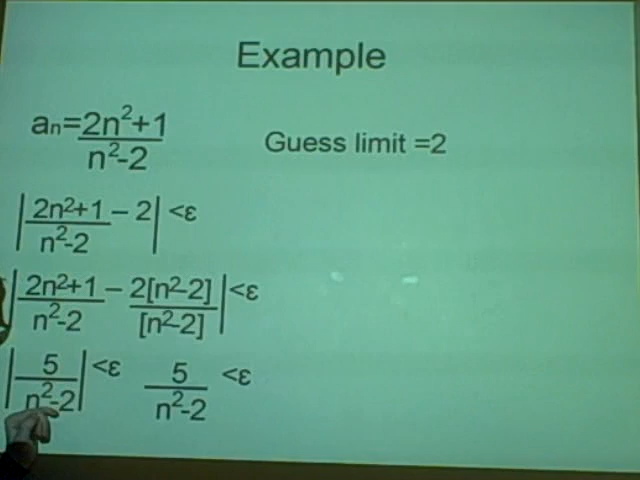 Example
an=2n²+1/n²-2
Guess limit =2
|2n²+1/n²-2 – 2| <ε
|2n²+1/n²-2 – 2[n²-2]/[n²-2]| <ε
|5/n²-2| <ε 5/n²-2 <ε